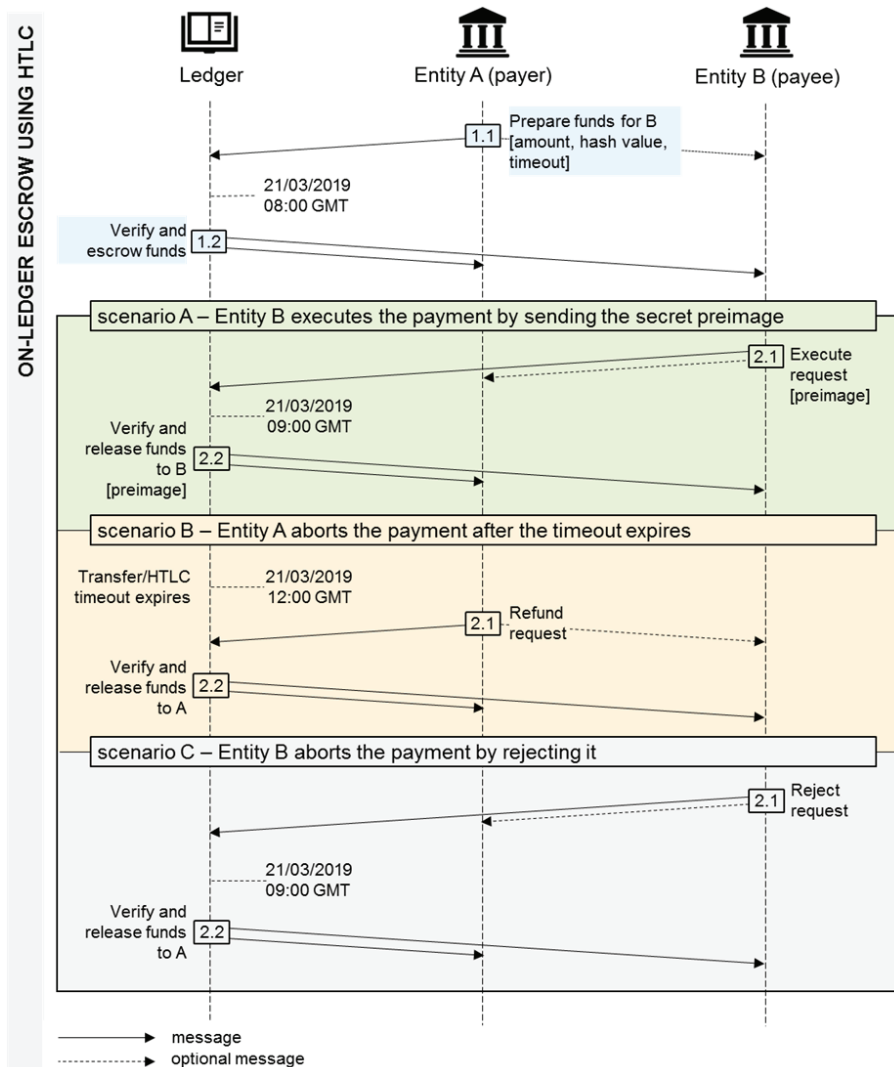 ON-LEDGER ESCROW USING HTLC
Ledger
Entity A (payer)
Entity B (payee)
1.1
Prepare funds for B
[amount, hash value,
timeout]
21/03/2019
08:00 GMT
Verify and
escrow funds
1.2
scenario A – Entity B executes the payment by sending the secret preimage
2.1
Execute
request
[preimage]
21/03/2019
09:00 GMT
Verify and
release funds
to B
[preimage]
2.2
scenario B – Entity A aborts the payment after the timeout expires
Transfer/HTLC
timeout expires
21/03/2019
12:00 GMT
2.1
Refund
request
Verify and
release funds
to A
2.2
scenario C – Entity B aborts the payment by rejecting it
2.1
Reject
request
21/03/2019
09:00 GMT
Verify and
release funds
to A
2.2
message
optional message